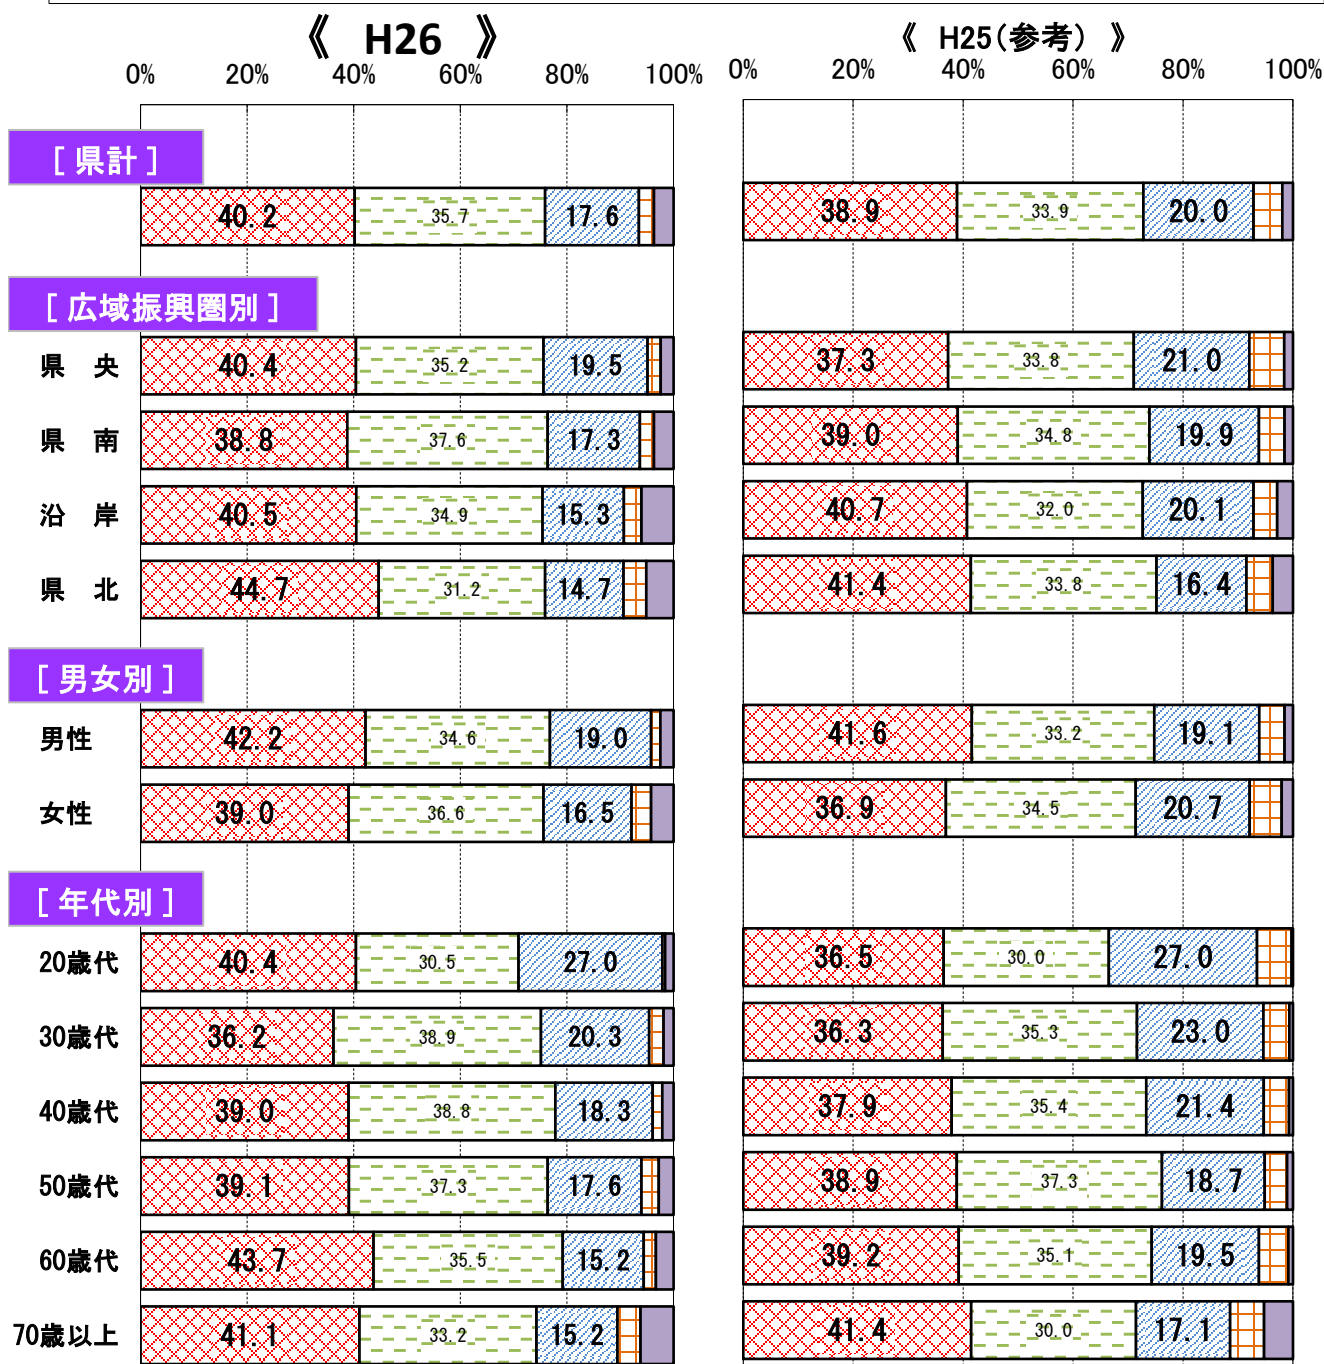 《 H26 》 《 H25(参考) 》
0% 20% 40% 60% 80% 100% 0% 20% 40% 60% 80% 100%
[ 県計 ]
40.2 35.7 17.6 38.9 33.9 20.0
[ 広域振興圏別 ]
県 央 40.4 35.2 19.5 37.3 33.8 21.0
県 南 38.8 37.6 17.3 39.0 34.8 19.9
沿 岸 40.5 34.9 15.3 40.7 32.0 20.1
県 北 44.7 31.2 14.7 41.4 33.8 16.4
[ 男女別 ]
男性 42.2 34.6 19.0 41.6 33.2 19.1
女性 39.0 36.6 16.5 36.9 34.5 20.7
[ 年代別 ]
20歳代 40.4 30.5 27.0 36.5 30.0 27.0
30歳代 36.2 38.9 20.3 36.3 35.3 23.0
40歳代 39.0 38.8 18.3 37.9 35.4 21.4
50歳代 39.1 37.3 17.6 38.9 37.3 18.7
60歳代 43.7 35.5 15.2 39.2 35.1 19.5
70歳以上 41.1 33.2 15.2 41.4 30.0 17.1